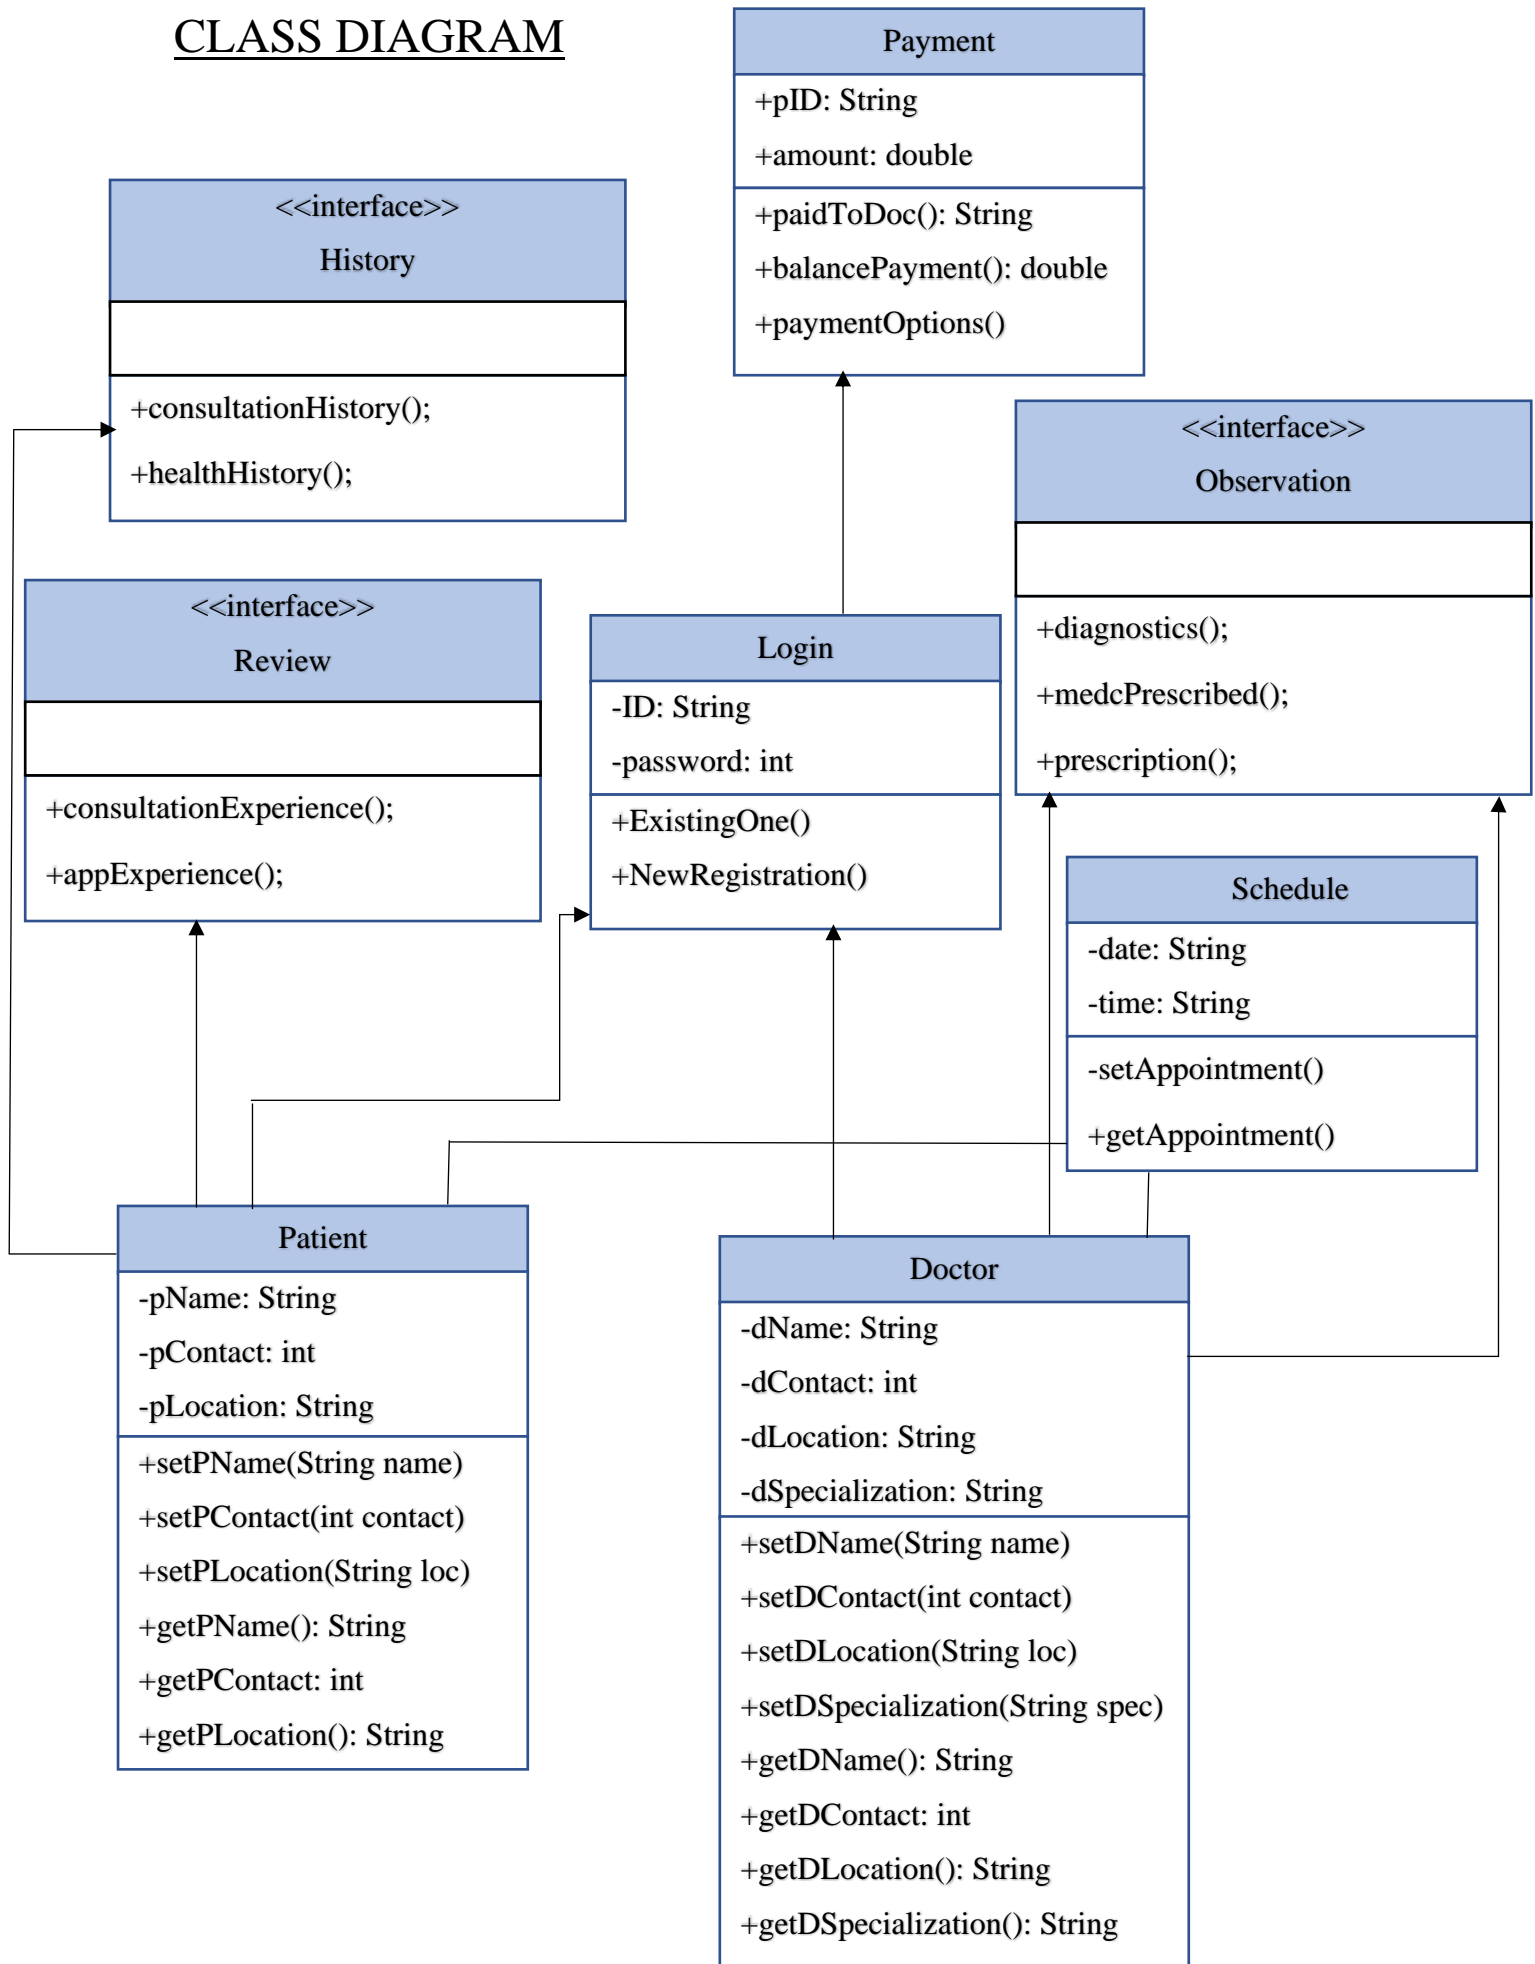 CLASS DIAGRAM
Payment
+pID: String
+amount: double
+paidToDoc(): String
+balancePayment(): double
+paymentOptions()
<<interface>>
History
+consultationHistory();
+healthHistory();
<<interface>>
Observation
+diagnostics();
+medcPrescribed();
+prescription();
<<interface>>
Review
+consultationExperience();
+appExperience();
Login
-ID: String
-password: int
+ExistingOne()
+NewRegistration()
Schedule
-date: String
-time: String
-setAppointment()
+getAppointment()
Patient
-pName: String
-pContact: int
-pLocation: String
+setPName(String name)
+setPContact(int contact)
+setPLocation(String loc)
+getPName(): String
+getPContact: int
+getPLocation(): String
Doctor
-dName: String
-dContact: int
-dLocation: String
-dSpecialization: String
+setDName(String name)
+setDContact(int contact)
+setDLocation(String loc)
+setDSpecialization(String spec)
+getDName(): String
+getDContact: int
+getDLocation(): String
+getDSpecialization(): String